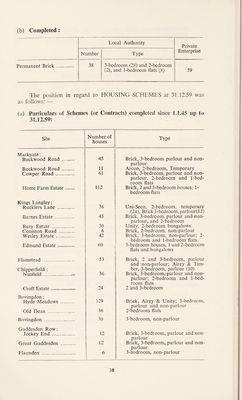 (b) Completed :
Local Authority
Private Enterprise
Number
Type
Permanent Brick
38
3-bedroom (28) and 2-bedroom
(2), and 1-bedroom flats (8)
59
The position in regard to HOUSING SCHEMES at 31.12.59 was
as follows: —
(a) Particulars of Schemes (or Contracts) completed since 1.1.45 up to
31.12.59:
Site
Number of houses
Type
Markyate:
Buckwood Road
45
Brick, 3-bedroom parlour and non-
parlour
Buckwood Road
11
Arcon, 2-bedroom, Temporary
Cowper Road
61
Brick, 3-bedroom parlour and non-
parlour, 2-bedroom and 1-bed-
room flats
Home Farm Estate
112
Brick, 2 and 3-bedroom houses; 1-
bedroom flats
Kings Langley:
Rucklers Lane
36
Uni-Seco, 2-bedroom, temporary
(24), Brick 3-bedroom, parlour (12)
Barnes Estate
45
Brick, 3-bedroom, parlour and non-
parlour, and 2-bedroom
Bury Estate
70
Unity, 2-bedroom bungalows
Common Road
6
Brick, 2-bedroom, non-parlour
Wesley Estate
26
Brick, 3-bedroom, non-parlour; 2-
bedroom and 1-bedroom flats
Edmund Estate
60
3-bedroom houses, 1 and 2-bedroom
flats and bungalows
Flamstead
53
Brick, 2 and 3-bedroom, parlour
and non-parlour; Airey & Tim-
ber, 3-bedroom, parlour (10)
Chipperfield:
Nunfield
36
Brick, 3-bedroom, parlour and non-
parlour; 2-bedroom and 1-bed-
room flats
Croft Estate
24
2 and 3-bedroom
Bovingdon:
Hyde Meadows
129
Brick, Airey & Unity; 3-bedroom,
parlour and non-parlour
Old Dean
36
2-bedroom flats
Bovingdon
30
3-bedroom, non-parlour
Gaddesden Row:
Jockey End
12
Brick, 3-bedroom, parlour and non-
parlour
Great Gaddesden
12
Brick, 3-bedroom, parlour and non-
parlour
Flaunden
6
3-bedroom, non-parlour
38